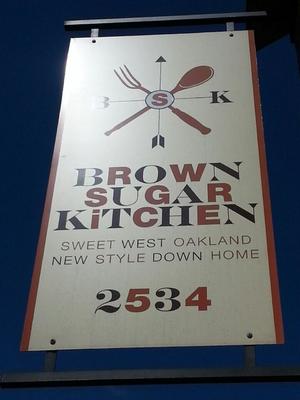 B S K
BROWN
SUGAR
KiTCHEN
SWEET WEST OAKLAND
NEW STYLE DOWN HOME
2534